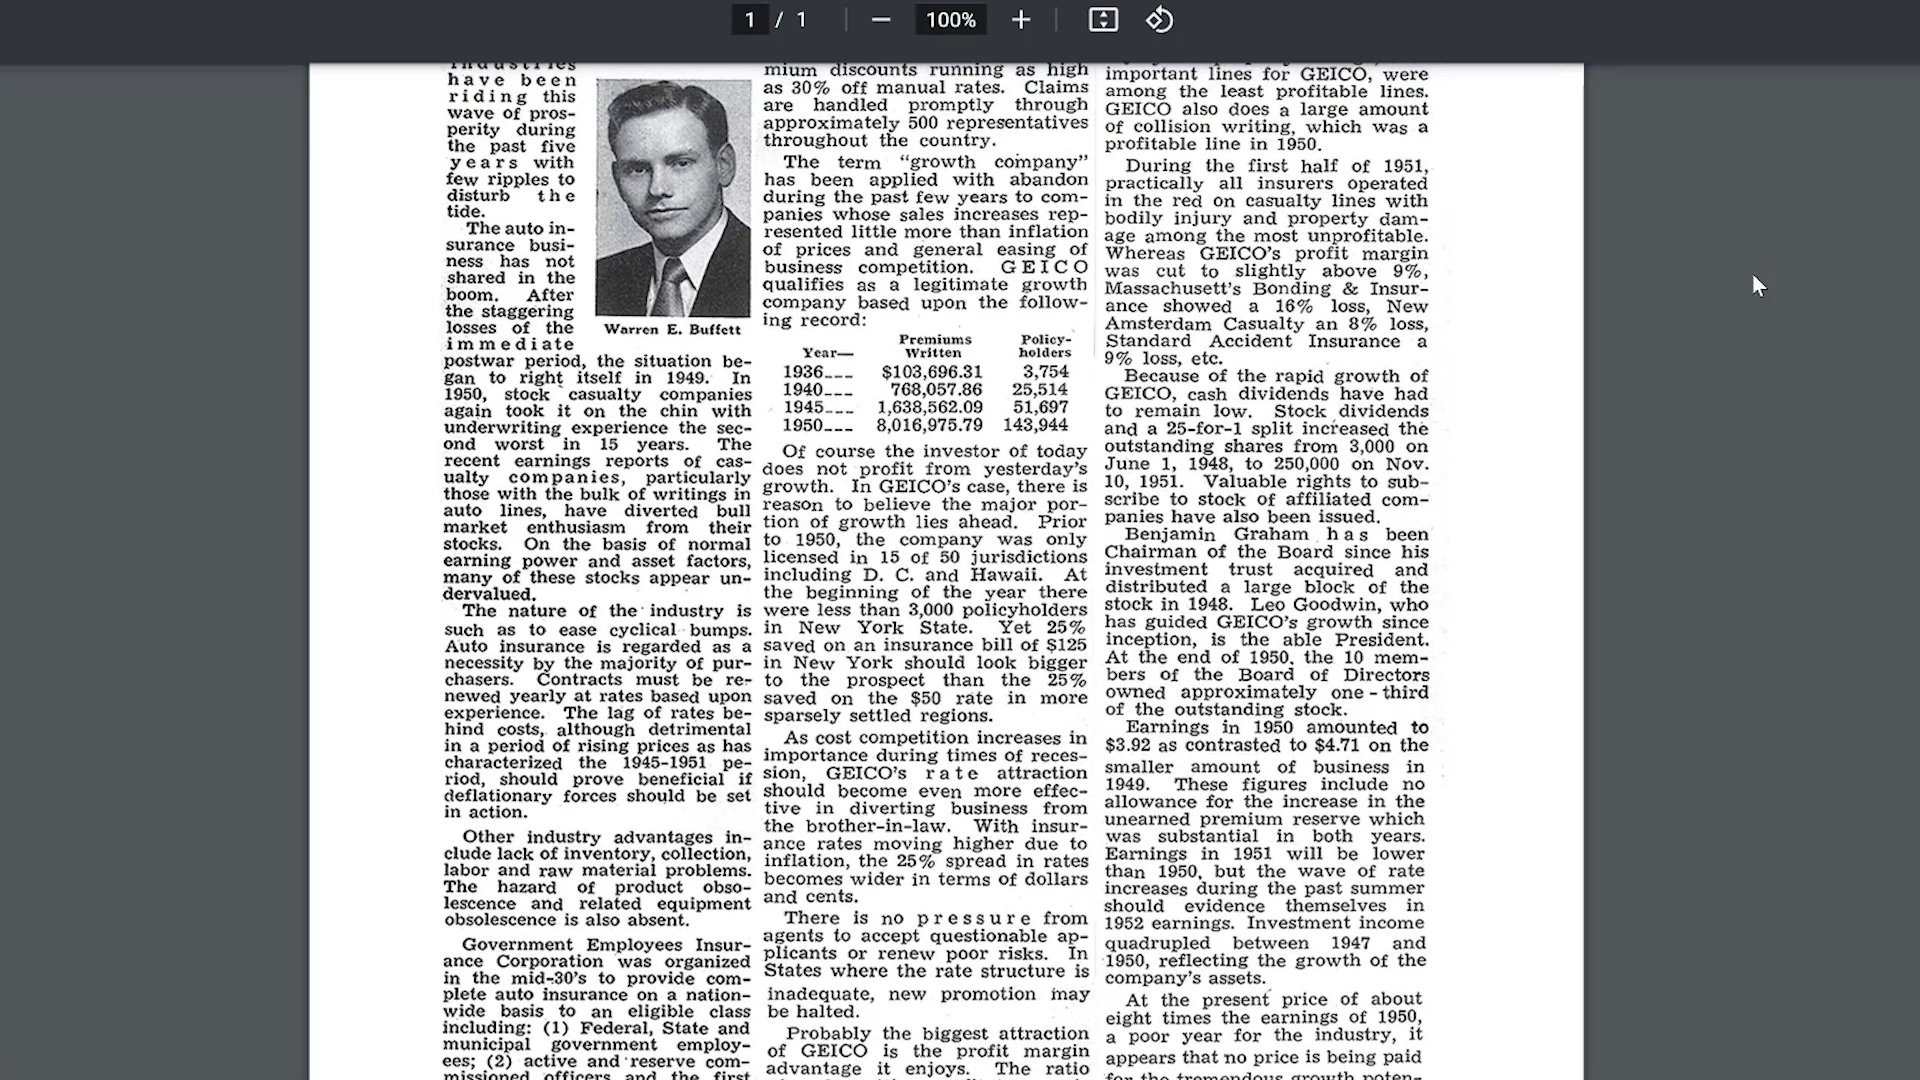 1 / 1
100%
industries
have been
riding this
wave of pros-
perity during
the past five
years with
few ripples to
disturb the
tide.
The auto in-
surance busi-
ness has not
shared in the
boom. After
the staggering
losses of the
immediate
Warren E. Buffett
postwar period, the situation be-
gan to right itself in 1949. In
1950, stock casualty companies
again took it on the chin with
underwriting experience the sec-
ond worst in 15 years. The
recent earnings reports of cas-
ualty companies, particularly
those with the bulk of writings in
auto lines, have diverted bull
market enthusiasm from their
stocks. On the basis of normal
earning power and asset factors,
many of these stocks appear un-
dervalued.
The nature of the industry is
such as to ease cyclical bumps.
Auto insurance is regarded as a
necessity by the majority of pur-
chasers. Contracts must be re-
newed yearly at rates based upon
experience. The lag of rates be-
hind costs, although detrimental
in a period of rising prices as has
characterized the 1945-1951 pe-
riod, should prove beneficial if
deflationary forces should be set
in action.
Other industry advantages in-
clude lack of inventory, collection,
labor and raw material problems.
The hazard of product obso-
lescence and related equipment
obsolescence is also absent.
Government Employees Insur-
ance Corporation was organized
in the mid-30's to provide com-
plete auto insurance on a nation-
wide basis to an eligible class
including: (1) Federal, State and
municipal government employ-
ees; (2) active and reserve com-
missioned officers and the first
mium discounts running as high
as 30% off manual rates. Claims
are handled promptly through
approximately 500 representatives
throughout the country.
The term “growth company”
has been applied with abandon
during the past few years to com-
panies whose sales increases rep-
resented little more than inflation
of prices and general easing of
business competition. GEICO
qualifies as a legitimate growth
company based upon the follow-
ing record:
Premiums Policy-
Year— Written holders
1936___ $103,696.31 3,754
1940___ 768,057.86 25,514
1945___ 1,638,562.09 51,697
1950___ 8,016,975.79 143,944
Of course the investor of today
does not profit from yesterday's
growth. In GEICO's case, there is
reason to believe the major por-
tion of growth lies ahead. Prior
to 1950, the company was only
licensed in 15 of 50 jurisdictions
including D. C. and Hawaii. At
the beginning of the year there
were less than 3,000 policyholders
in New York State. Yet 25%
saved on an insurance bill of $125
in New York should look bigger
to the prospect than the 25%
saved on the $50 rate in more
sparsely settled regions.
As cost competition increases in
importance during times of reces-
sion, GEICO's rate attraction
should become even more effec-
tive in diverting business from
the brother-in-law. With insur-
ance rates moving higher due to
inflation, the 25% spread in rates
becomes wider in terms of dollars
and cents.
There is no pressure from
agents to accept questionable ap-
plicants or renew poor risks. In
States where the rate structure is
inadequate, new promotion may
be halted.
Probably the biggest attraction
of GEICO is the profit margin
advantage it enjoys. The ratio
important lines for GEICO, were
among the least profitable lines.
GEICO also does a large amount
of collision writing, which was a
profitable line in 1950.
During the first half of 1951,
practically all insurers operated
in the red on casualty lines with
bodily injury and property dam-
age among the most unprofitable.
Whereas GEICO's profit margin
was cut to slightly above 9%,
Massachusett's Bonding & Insur-
ance showed a 16% loss, New
Amsterdam Casualty an 8% loss,
Standard Accident Insurance a
9% loss, etc.
Because of the rapid growth of
GEICO, cash dividends have had
to remain low. Stock dividends
and a 25-for-1 split increased the
outstanding shares from 3,000 on
June 1, 1948, to 250,000 on Nov.
10, 1951. Valuable rights to sub-
scribe to stock of affiliated com-
panies have also been issued.
Benjamin Graham has been
Chairman of the Board since his
investment trust acquired and
distributed a large block of the
stock in 1948. Leo Goodwin, who
has guided GEICO's growth since
inception, is the able President.
At the end of 1950, the 10 mem-
bers of the Board of Directors
owned approximately one-third
of the outstanding stock.
Earnings in 1950 amounted to
$3.92 as contrasted to $4.71 on the
smaller amount of business in
1949. These figures include no
allowance for the increase in the
unearned premium reserve which
was substantial in both years.
Earnings in 1951 will be lower
than 1950, but the wave of rate
increases during the past summer
should evidence themselves in
1952 earnings. Investment income
quadrupled between 1947 and
1950, reflecting the growth of the
company's assets.
At the present price of about
eight times the earnings of 1950,
a poor year for the industry, it
appears that no price is being paid
for the tremendous growth poten-